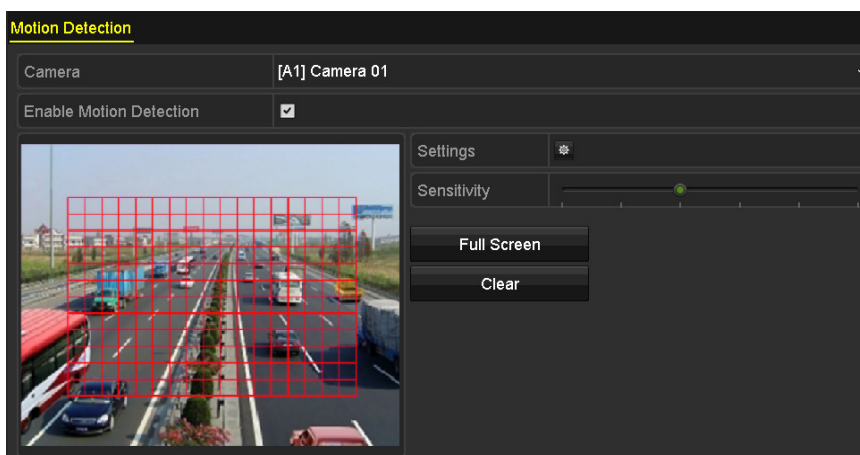 Motion Detection
Camera [A1] Camera 01
Enable Motion Detection
Settings
Sensitivity
Full Screen
Clear